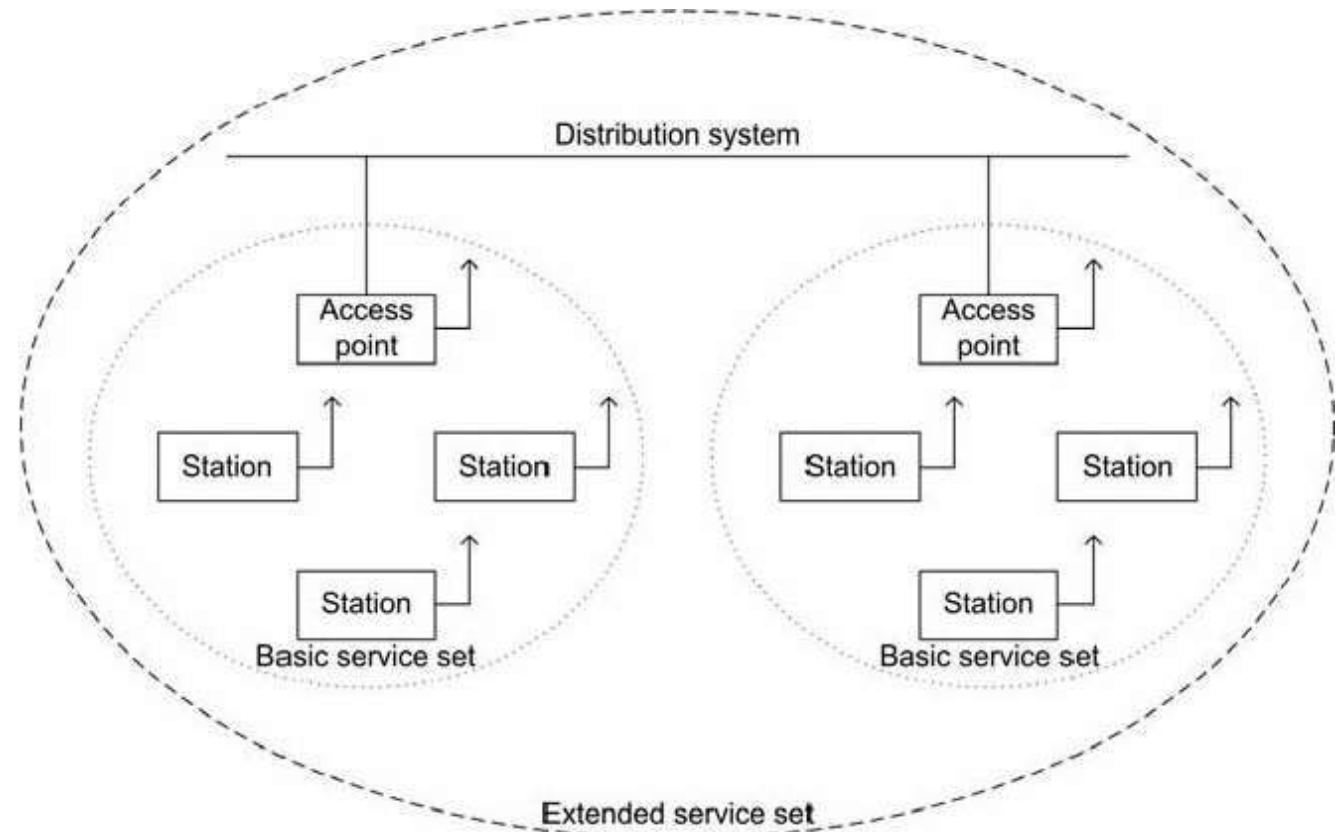 Distribution system
Access
point
Access
point
Station
Station
Station
Station
Station
Station
Basic service set
Basic service set
Extended service set